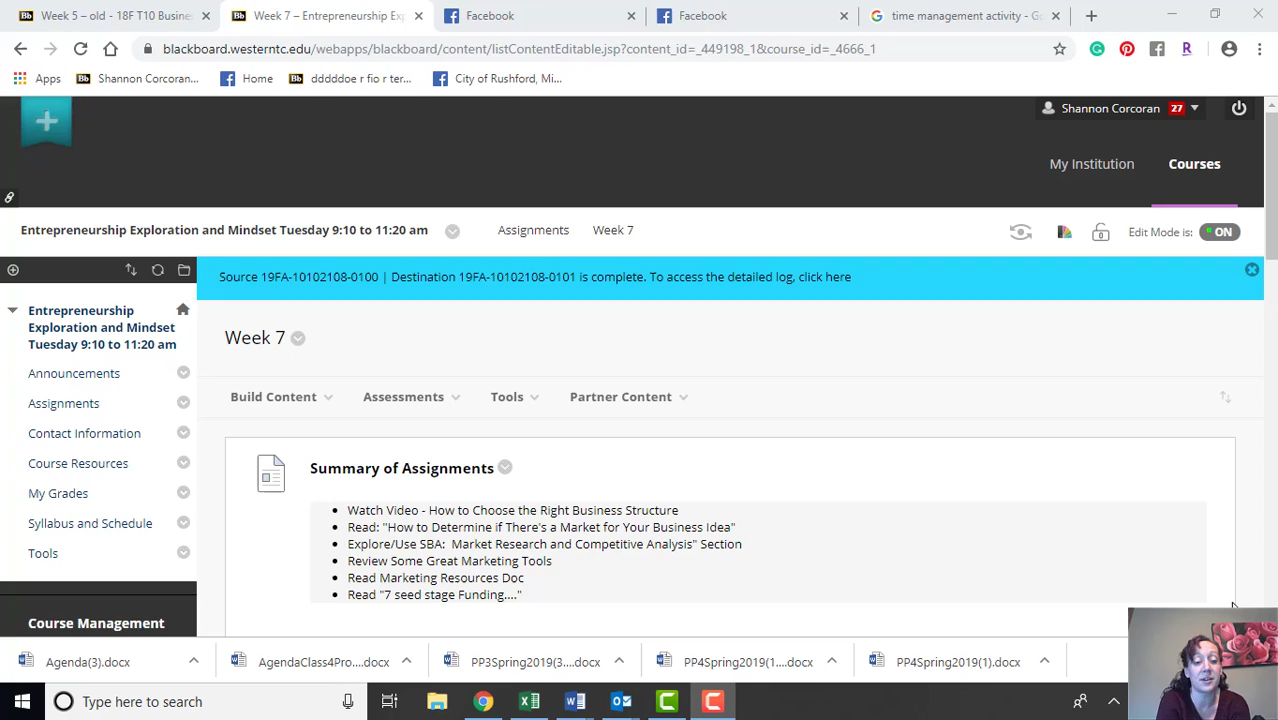 Week 5 – old - 18F T10 Busine
Week 7 – Entrepreneurship Exp
Facebook
Facebook
time management activity - Go
blackboard.westerntc.edu/webapps/blackboard/content/listContentEditable.jsp?content_id=_449198_1&course_id=_4666_1
Apps
Bb Shannon Corcoran...
Home
Bb dddddoe r fio r ter...
City of Rushford, Mi...
Shannon Corcoran 27
My Institution
Courses
Entrepreneurship Exploration and Mindset Tuesday 9:10 to 11:20 am
Assignments
Week 7
Edit Mode is: ON
Source 19FA-10102108-0100 | Destination 19FA-10102108-0101 is complete. To access the detailed log, click here
Entrepreneurship
Exploration and Mindset
Tuesday 9:10 to 11:20 am
Announcements
Assignments
Contact Information
Course Resources
My Grades
Syllabus and Schedule
Tools
Course Management
Week 7
Build Content
Assessments
Tools
Partner Content
Summary of Assignments
Watch Video - How to Choose the Right Business Structure
Read: "How to Determine if There's a Market for Your Business Idea"
Explore/Use SBA:  Market Research and Competitive Analysis" Section
Review Some Great Marketing Tools
Read Marketing Resources Doc
Read "7 seed stage Funding...."
Agenda(3).docx
AgendaClass4Pro....docx
PP3Spring2019(3....docx
PP4Spring2019(1....docx
PP4Spring2019(1).docx
Type here to search